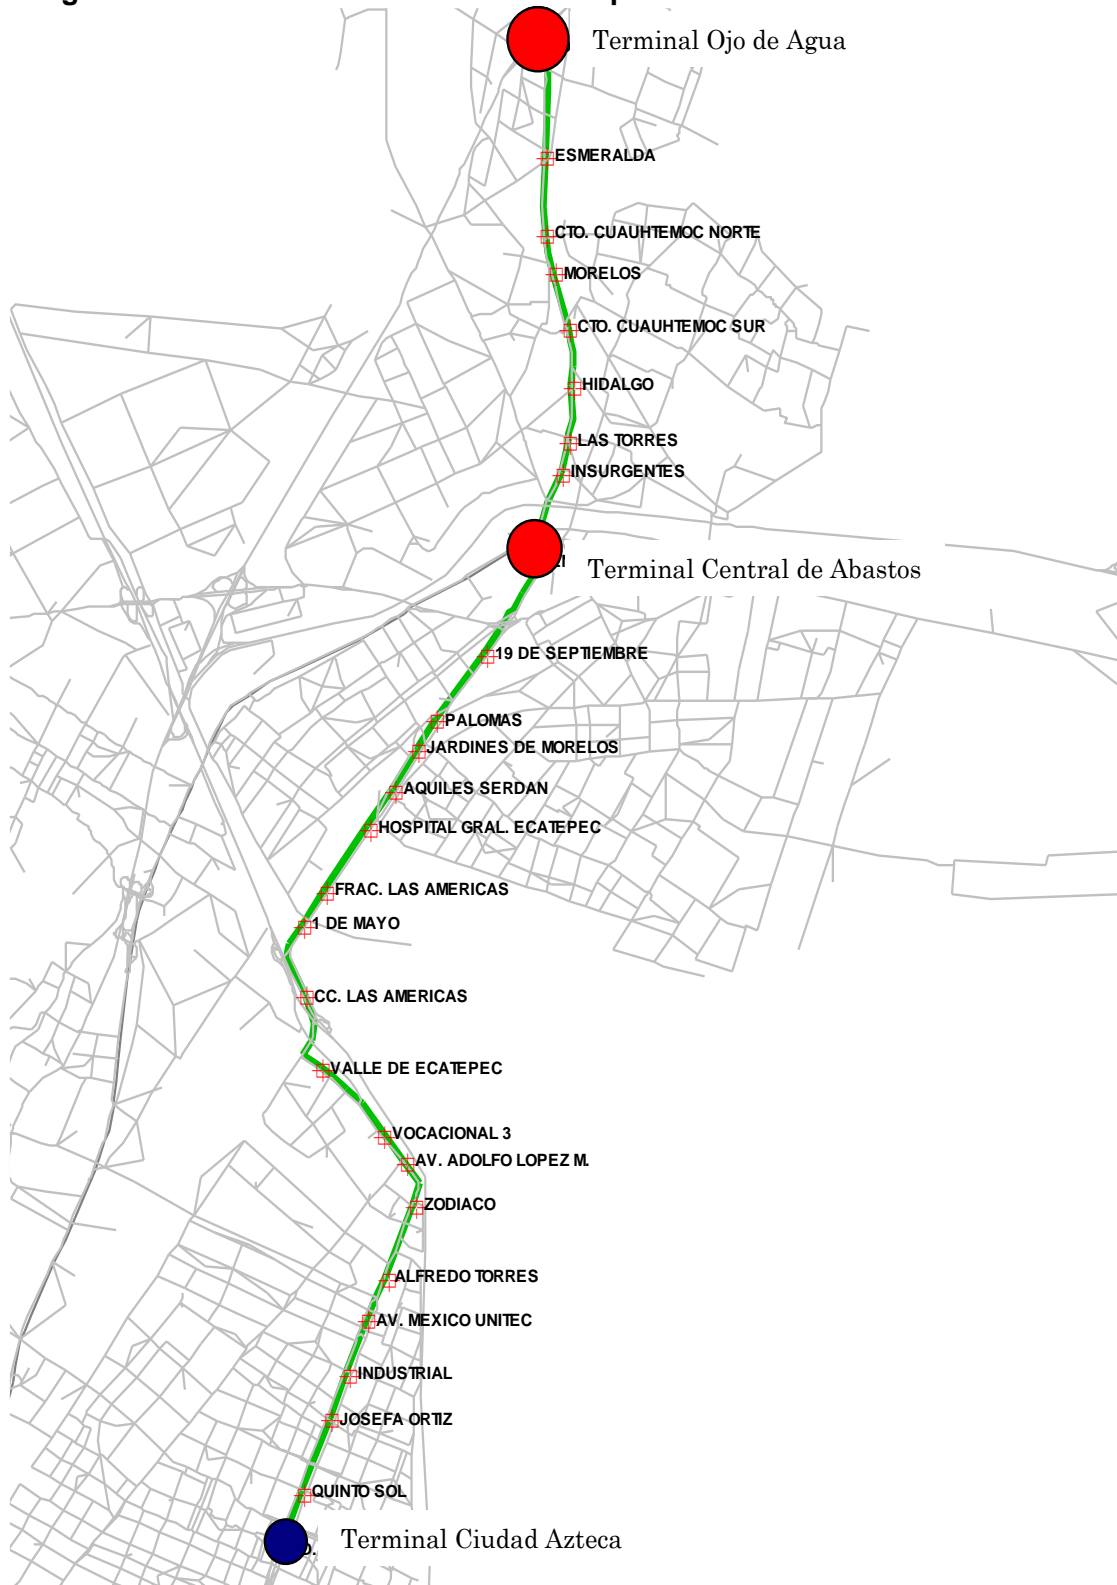 Terminal Ojo de Agua
ESMERALDA
CTO. CUAUHTEMOC NORTE
MORELOS
CTO. CUAUHTEMOC SUR
HIDALGO
LAS TORRES
INSURGENTES
Terminal Central de Abastos
19 DE SEPTIEMBRE
PALOMAS
JARDINES DE MORELOS
AQUILES SERDAN
HOSPITAL GRAL. ECATEPEC
FRAC. LAS AMERICAS
1 DE MAYO
CC. LAS AMERICAS
VALLE DE ECATEPEC
VOCACIONAL 3
AV. ADOLFO LOPEZ M.
ZODIACO
ALFREDO TORRES
AV. MEXICO UNITEC
INDUSTRIAL
JOSEFA ORTIZ
QUINTO SOL
Terminal Ciudad Azteca